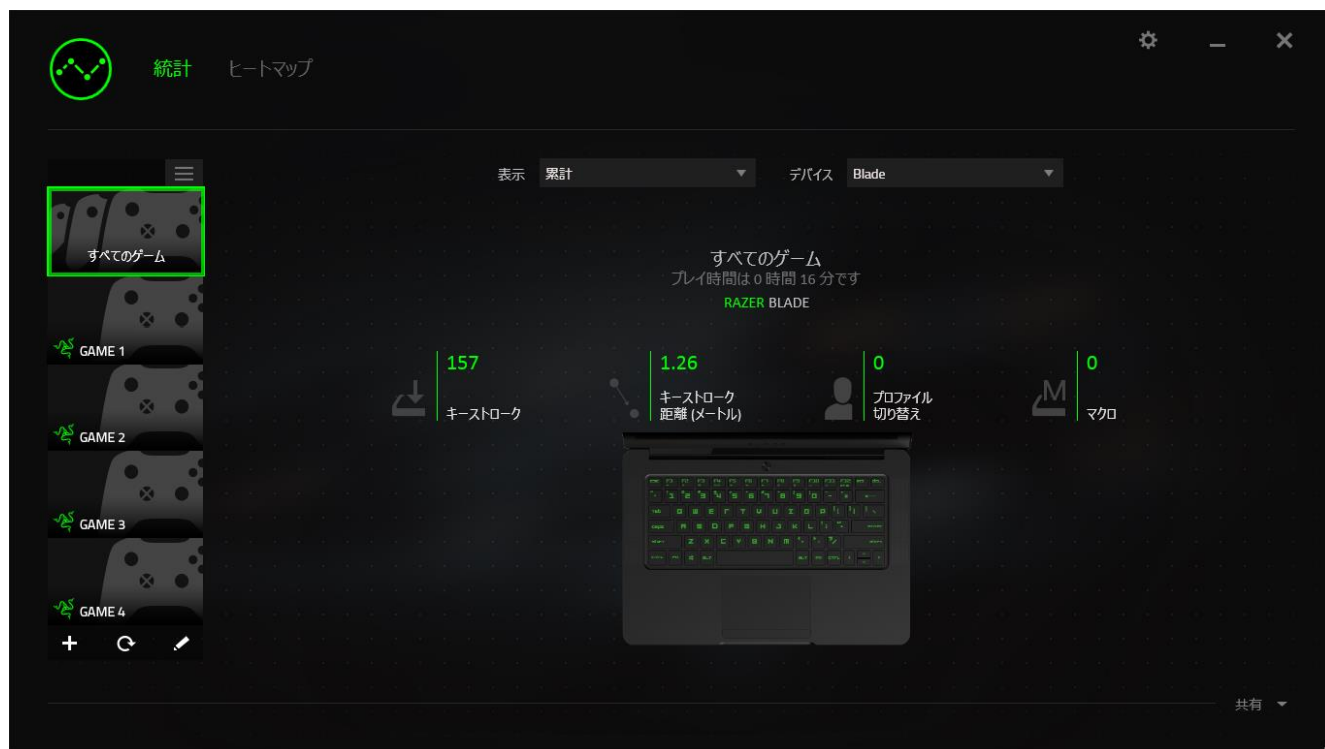 統計 ヒートマップ
表示 累計 デバイス Blade
すべてのゲーム
GAME 1
GAME 2
GAME 3
GAME 4
すべてのゲーム
プレイ時間は 0 時間 16 分です
RAZER BLADE
157
キーストローク
1.26
キーストローク
距離 (メートル)
0
プロファイル
切り替え
M
0
マクロ
共有